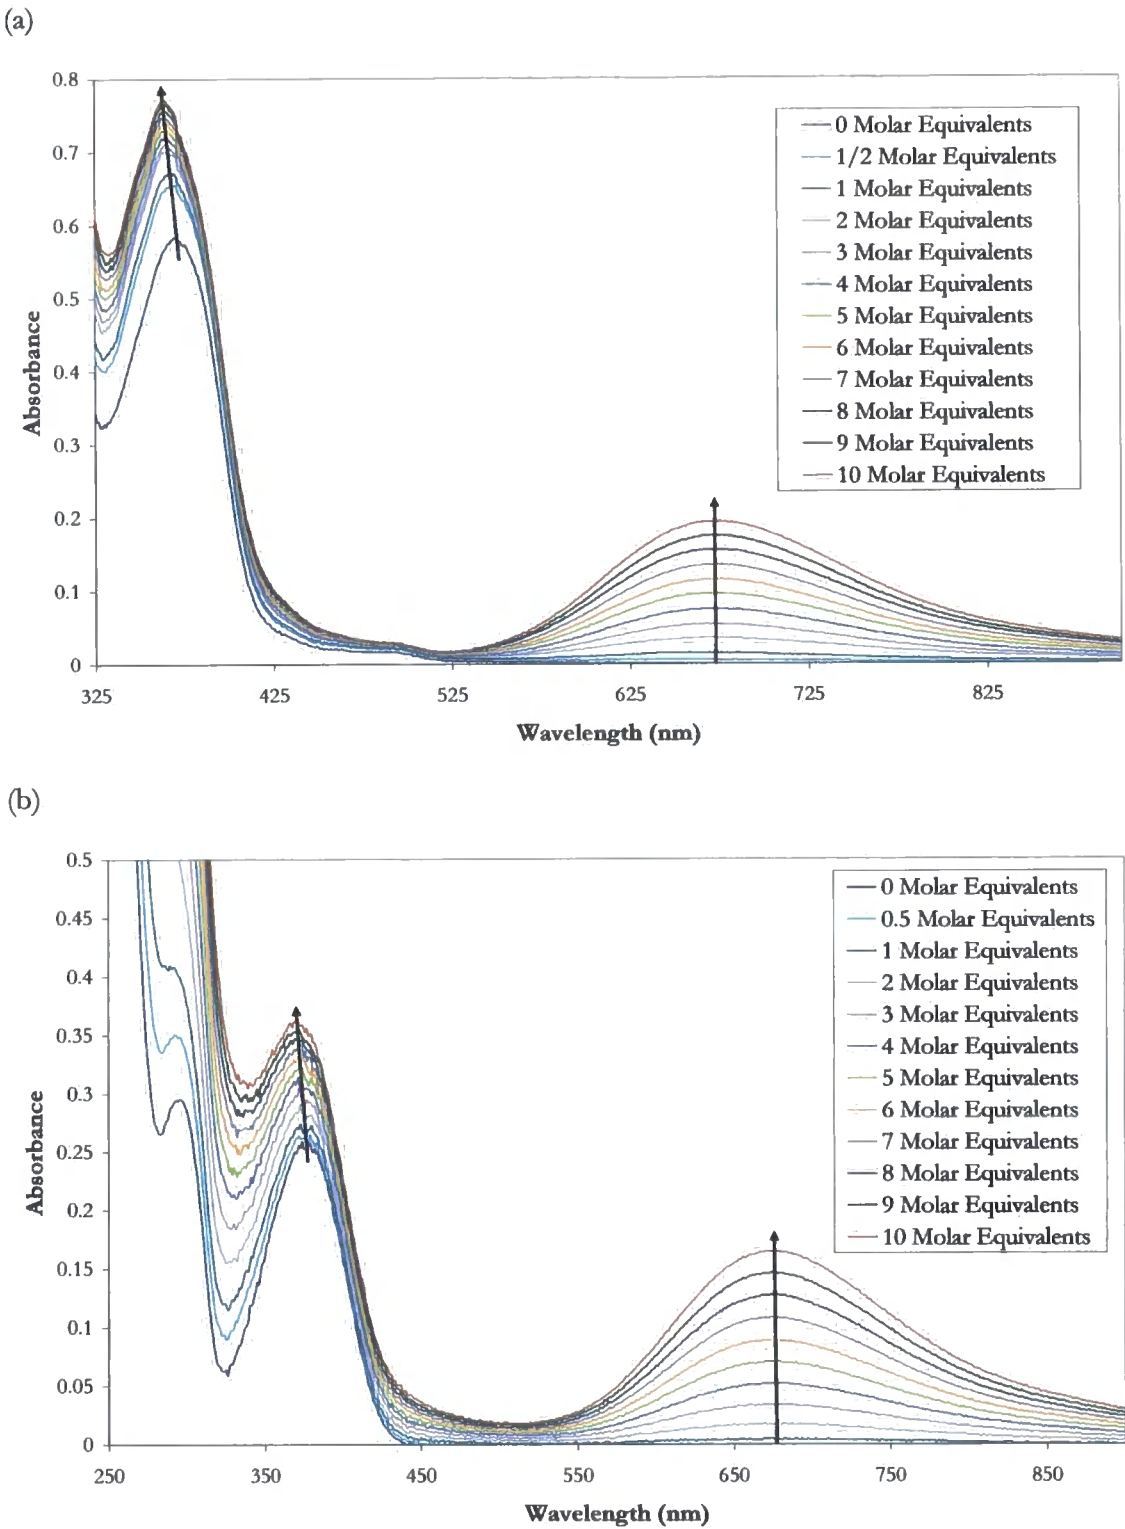 (a)
0.8
0.7
0.6
0.5
0.4
0.3
0.2
0.1
0
Absorbance
0 Molar Equivalents
1/2 Molar Equivalents
1 Molar Equivalents
2 Molar Equivalents
3 Molar Equivalents
4 Molar Equivalents
5 Molar Equivalents
6 Molar Equivalents
7 Molar Equivalents
8 Molar Equivalents
9 Molar Equivalents
10 Molar Equivalents
325 425 525 625 725 825
Wavelength (nm)
(b)
0.5
0.45
0.4
0.35
0.3
0.25
0.2
0.15
0.1
0.05
0
Absorbance
0 Molar Equivalents
0.5 Molar Equivalents
1 Molar Equivalents
2 Molar Equivalents
3 Molar Equivalents
4 Molar Equivalents
5 Molar Equivalents
6 Molar Equivalents
7 Molar Equivalents
8 Molar Equivalents
9 Molar Equivalents
10 Molar Equivalents
250 350 450 550 650 750 850
Wavelength (nm)